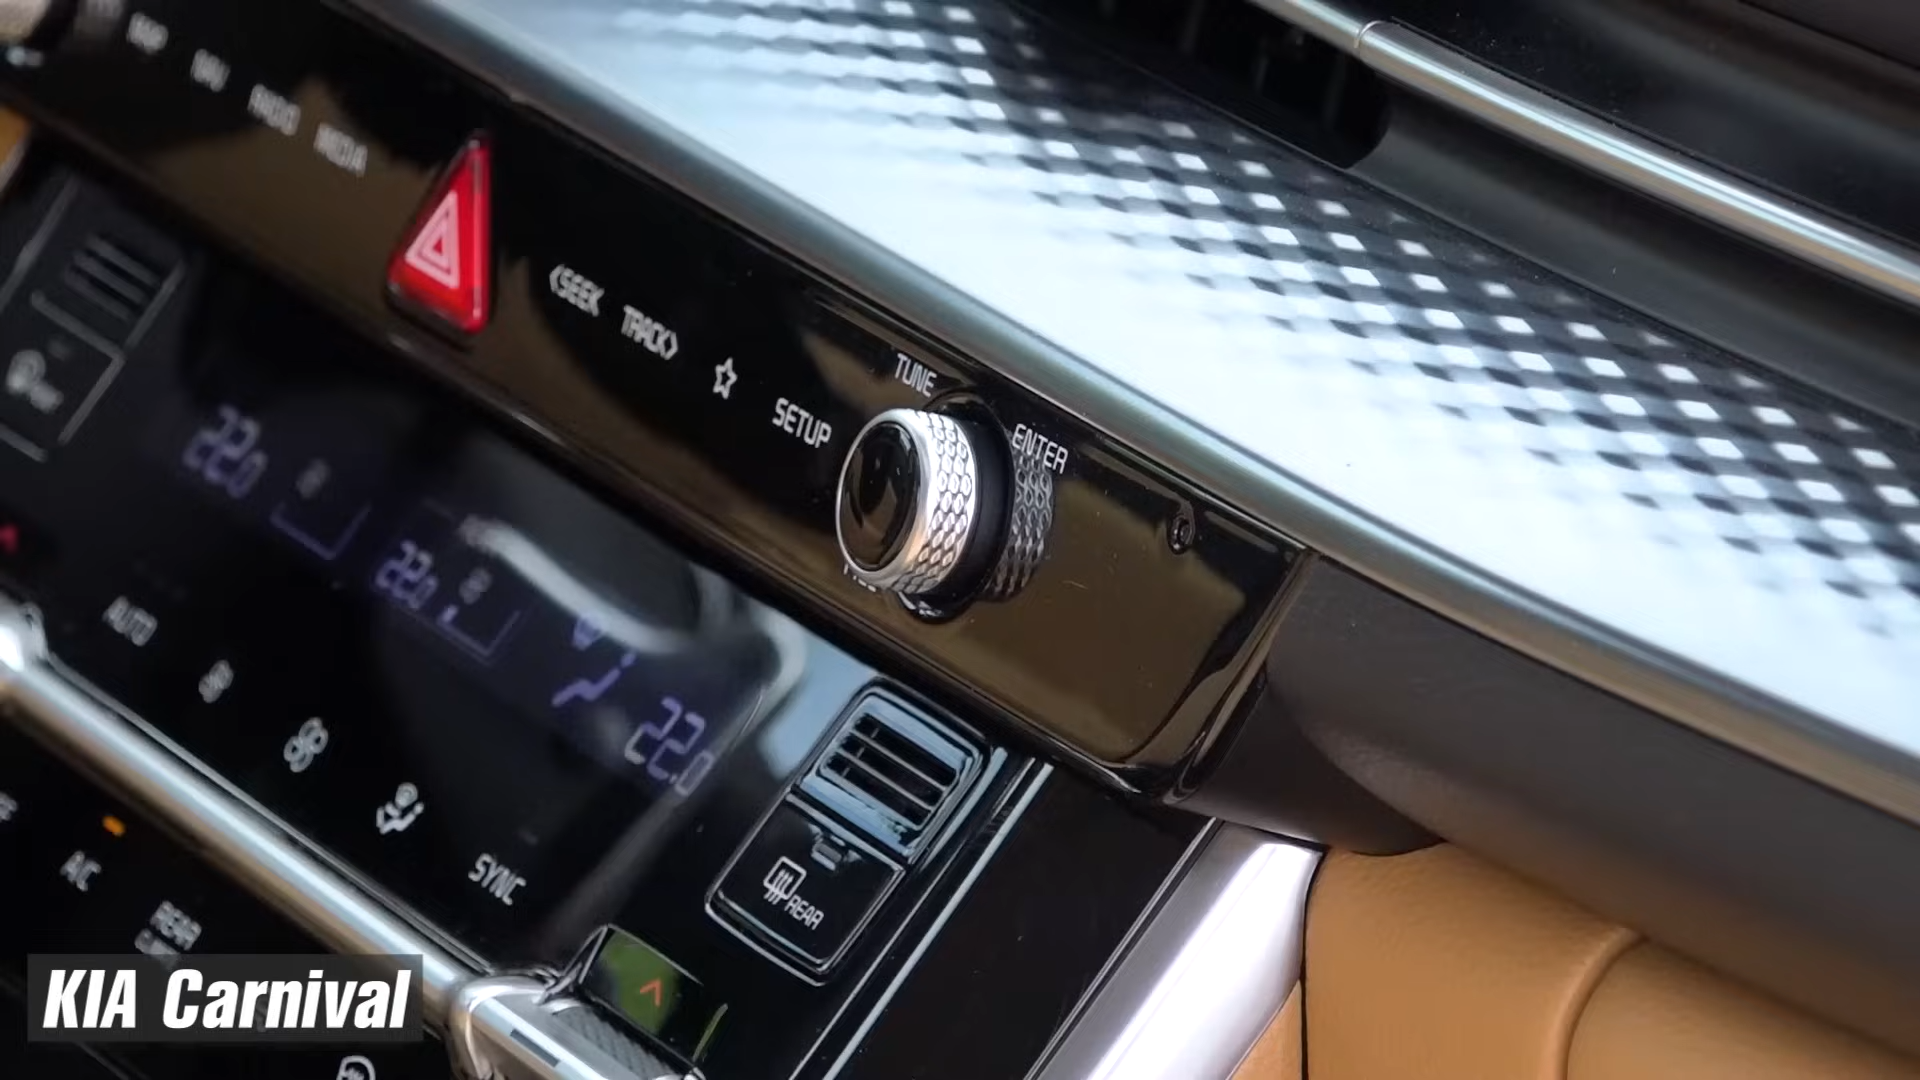 MAP
RADIO
MEDIA
<SEEK
TRACK>
SETUP
TUNE
ENTER
22.0
22.0
22.0
AUTO
SYNC
A/C
REAR
REAR
KIA Carnival